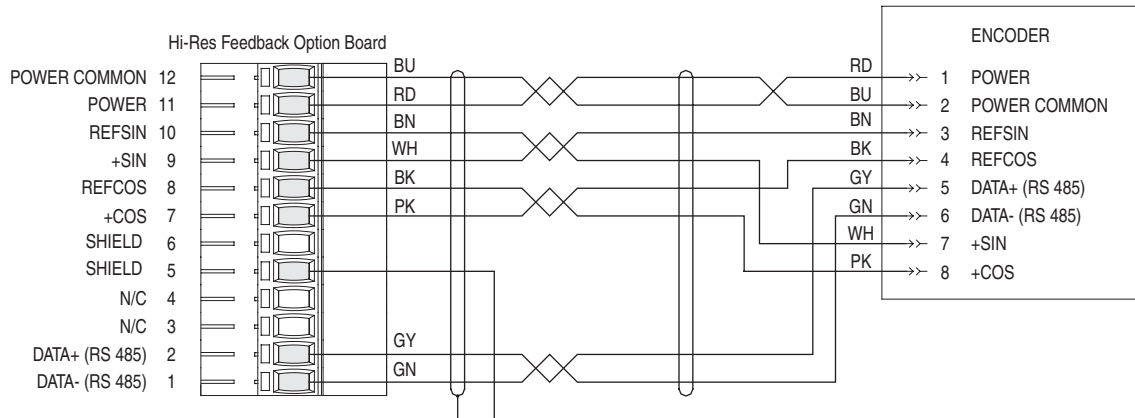 Hi-Res Feedback Option Board
POWER COMMON 12 BU
POWER 11 RD
REFSIN 10 BN
+SIN 9 WH
REFCOS 8 BK
+COS 7 PK
SHIELD 6
SHIELD 5
N/C 4
N/C 3
DATA+ (RS 485) 2 GY
DATA- (RS 485) 1 GN
ENCODER
RD 1 POWER
BU 2 POWER COMMON
BN 3 REFSIN
BK 4 REFCOS
GY 5 DATA+ (RS 485)
GN 6 DATA- (RS 485)
WH 7 +SIN
PK 8 +COS